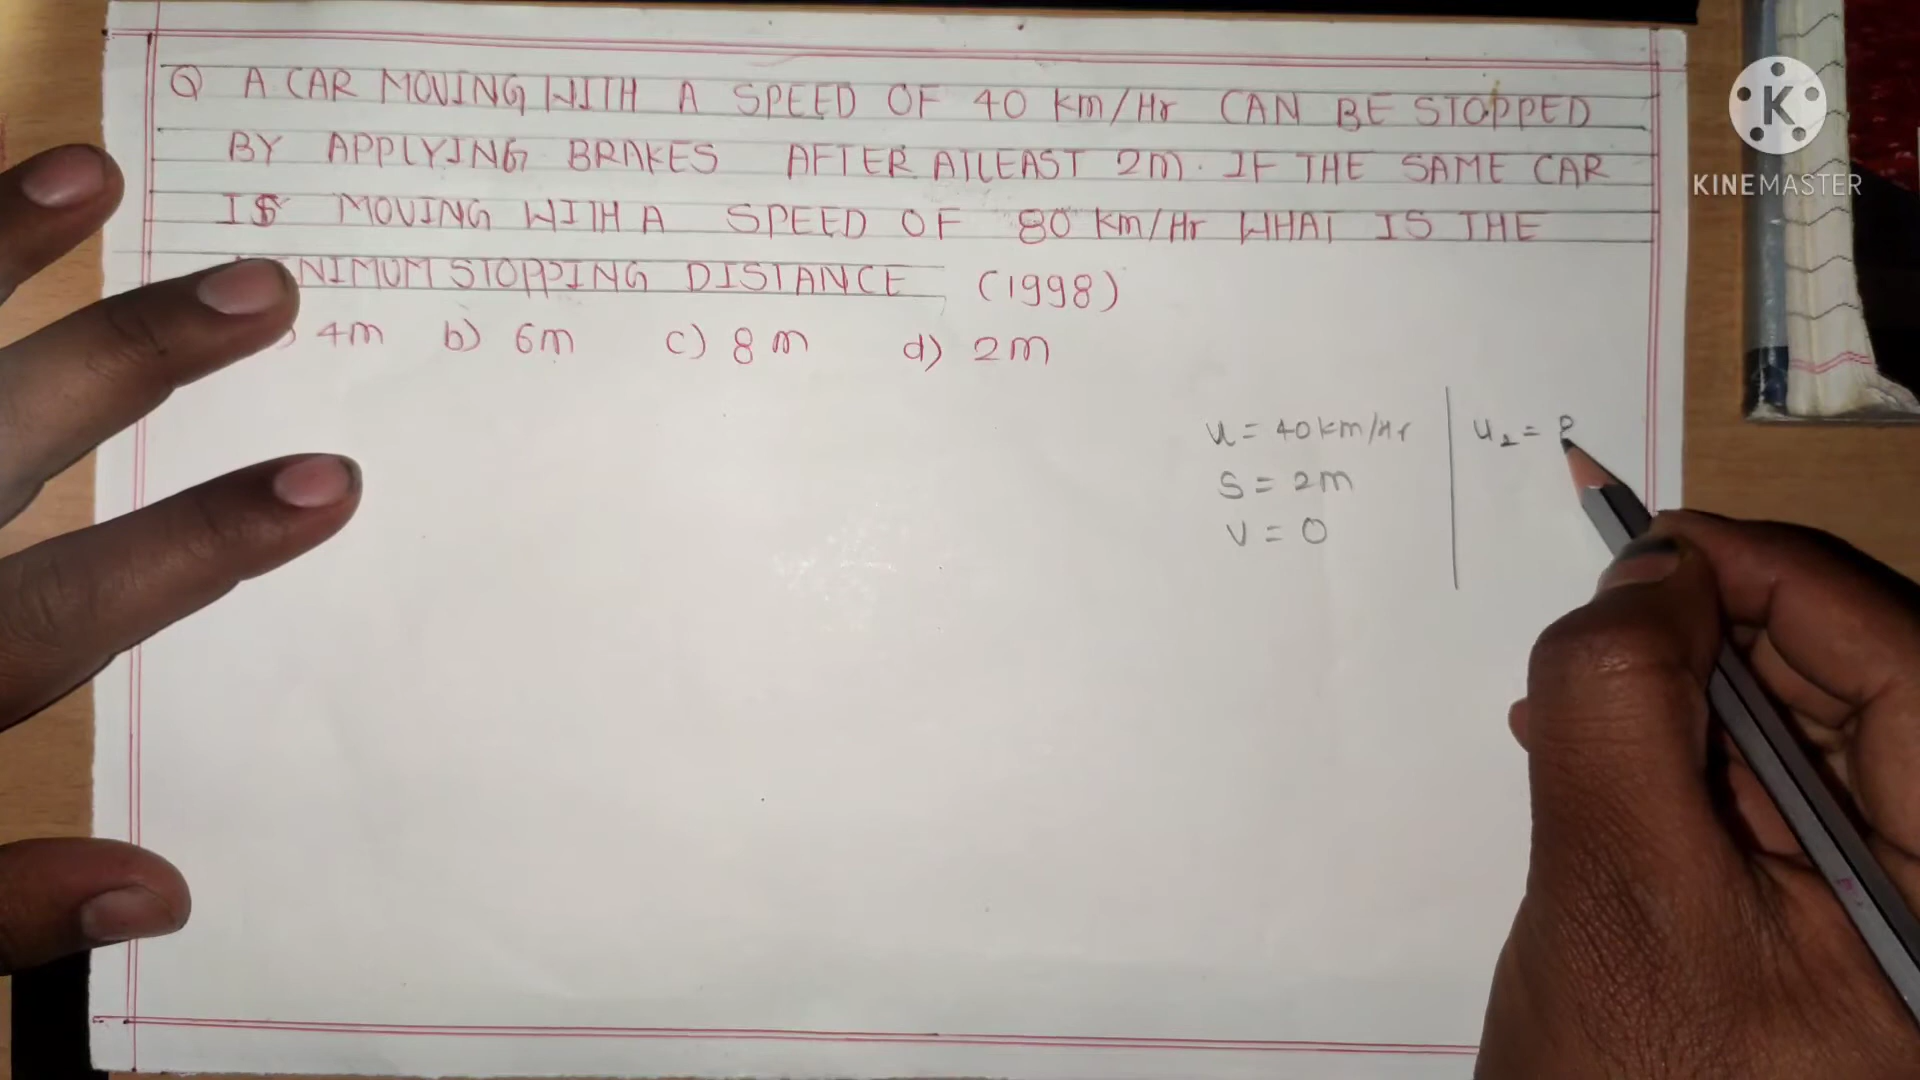 Q A CAR MOVING WITH A SPEED OF 40 Km/Hr CAN BE STOPPED
BY APPLYING BRAKES AFTER ATLEAST 2m. IF THE SAME CAR
IS MOVING WITH A SPEED OF 80 Km/Hr WHAT IS THE
NIMUM STOPPING DISTANCE (1998)
) 4m b) 6m c) 8m d) 2m
u = 40 km/Hr
S = 2m
V = 0
u2 = 8
K
KINEMASTER